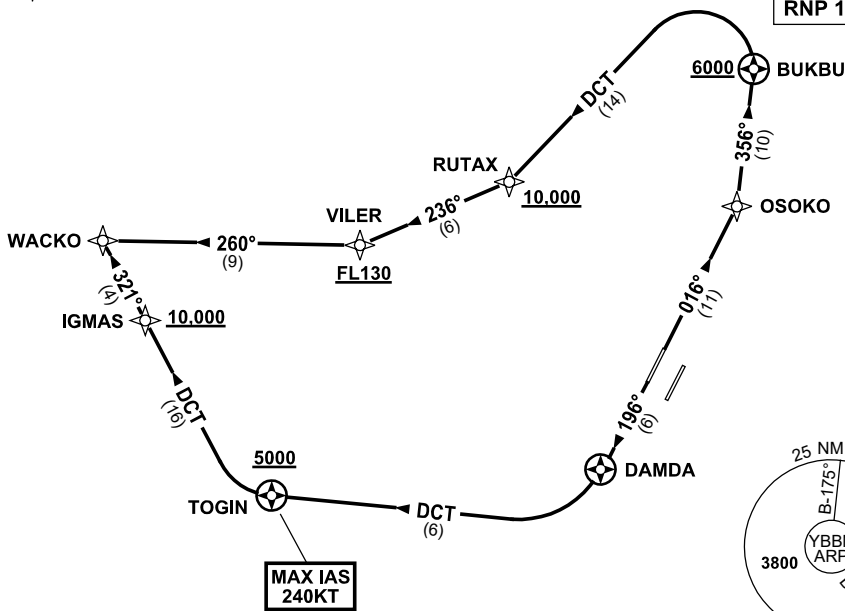 RNP 1
6000
BUKBU
DCT
(14)
356°
(10)
RUTAX
10,000
236°
(6)
OSOKO
VILER
WACKO
260°
(9)
FL130
321°
(4)
IGMAS
10,000
016°
(11)
DCT
(16)
196°
(6)
5000
DAMDA
TOGIN
DCT
(6)
25 NM
B-175°
MAX IAS
240KT
3800
ARP